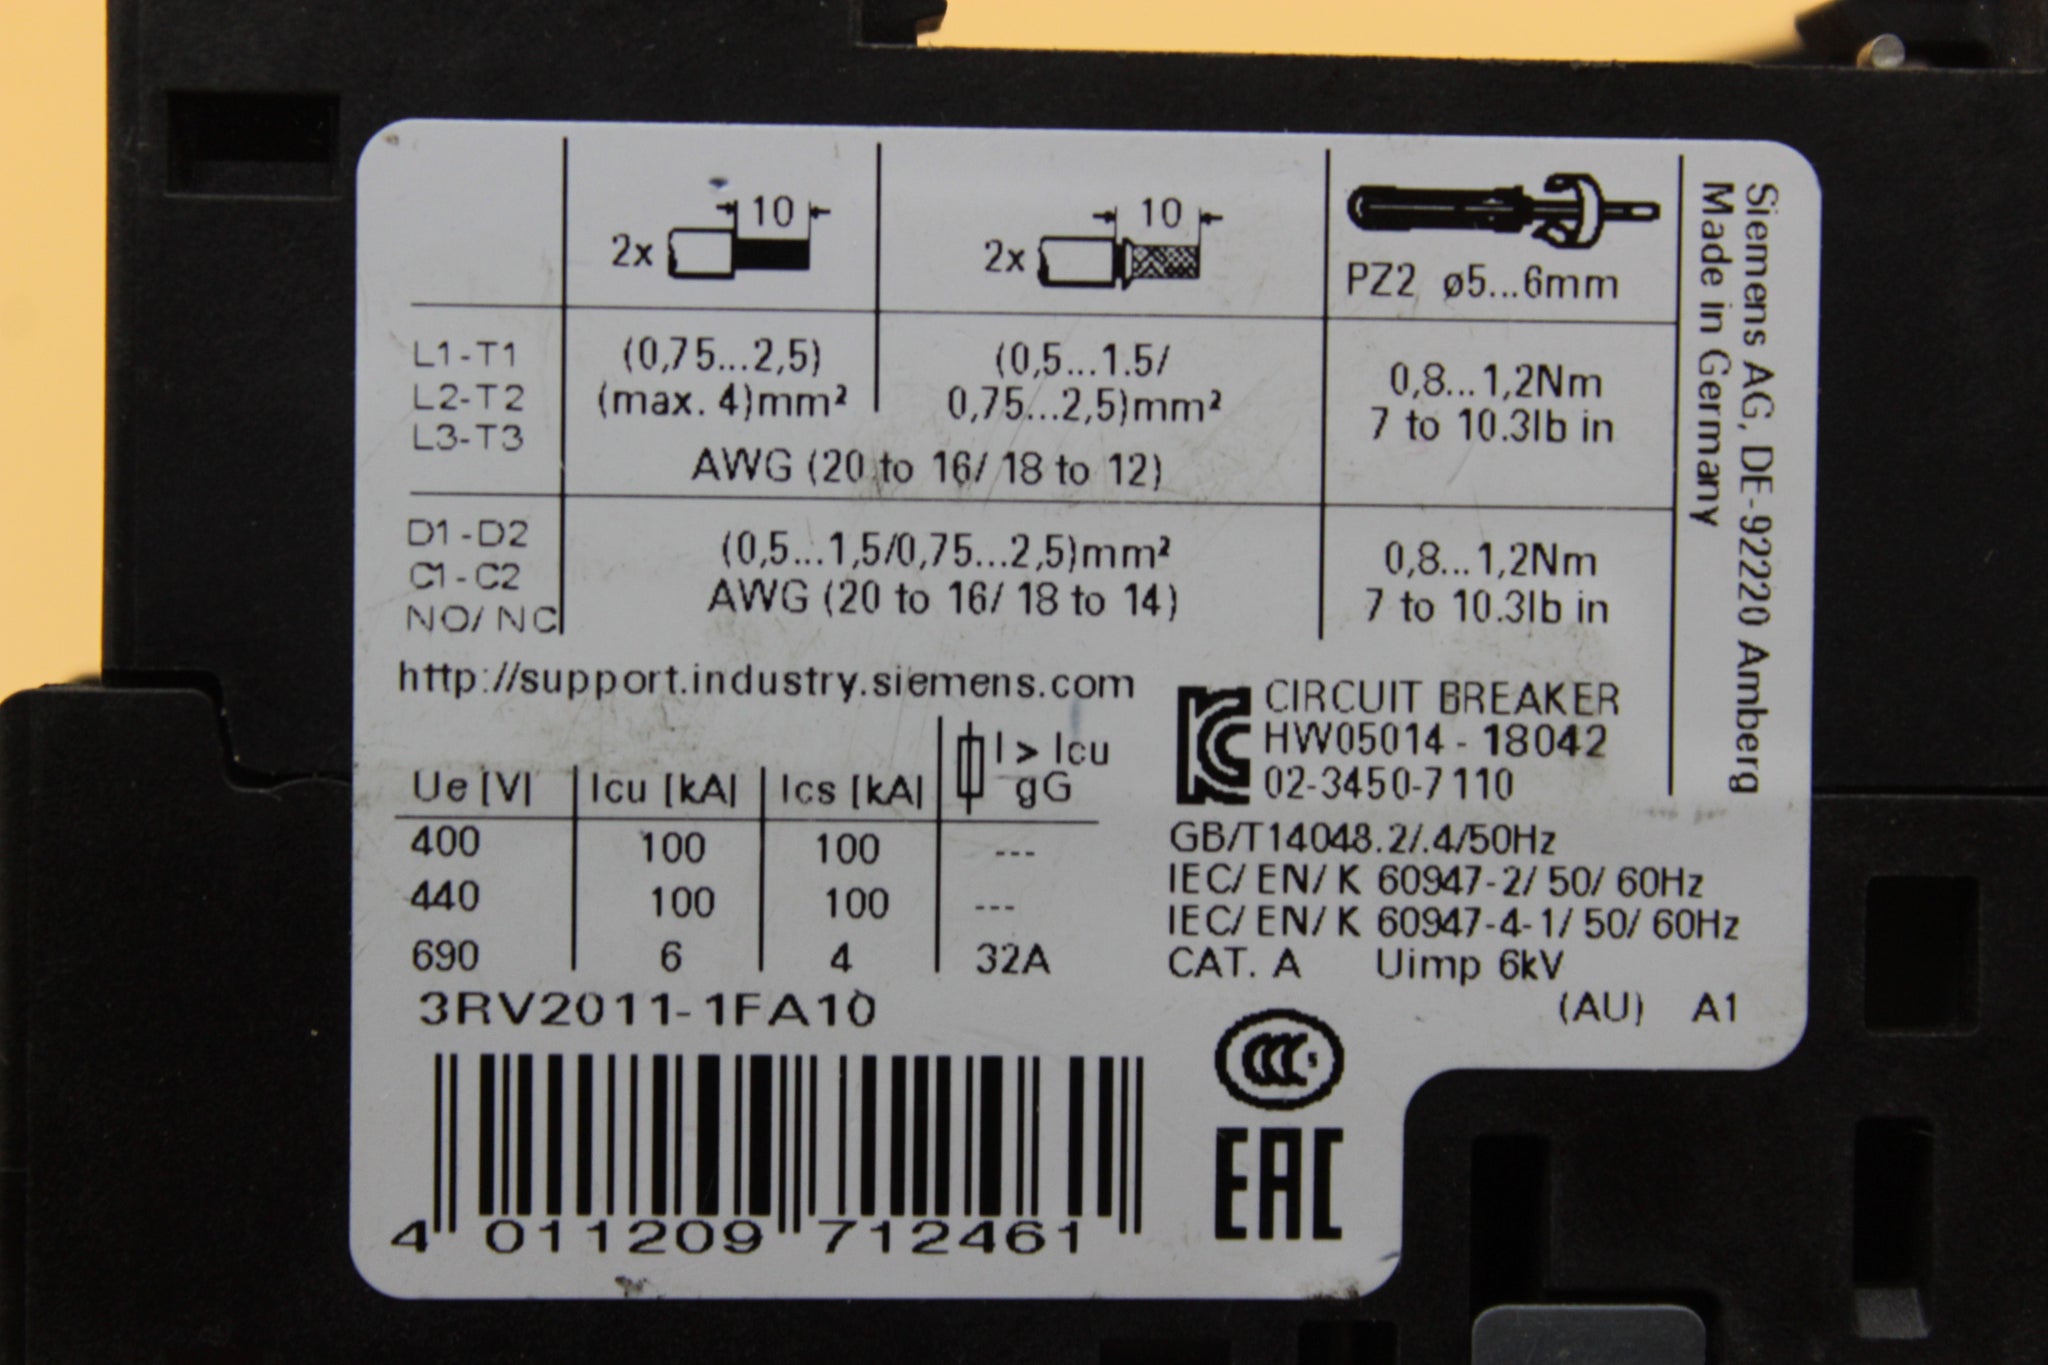 10
2x
10
2x
PZ2 ø5...6mm
L1-T1
L2-T2
L3-T3
(0,75...2,5)
(max. 4)mm²
(0,5...1.5/
0,75...2,5)mm²
AWG (20 to 16/ 18 to 12)
0,8...1,2Nm
7 to 10.3lb in
D1-D2
C1-C2
NO/ NC
(0,5...1,5/0,75...2,5)mm²
AWG (20 to 16/ 18 to 14)
0,8...1,2Nm
7 to 10.3lb in
Siemens AG, DE-92220 Amberg
Made in Germany
http://support.industry.siemens.com
Ue [V] Icu [kA] Ics [kA] I > Icu
gG
400 100 100 ---
440 100 100 ---
690 6 4 32A
3RV2011-1FA10
4 011209 712461
CIRCUIT BREAKER
HW05014-18042
02-3450-7110
GB/T14048.2/.4/50Hz
IEC/ EN/ K 60947-2/ 50/ 60Hz
IEC/ EN/ K 60947-4-1/ 50/ 60Hz
CAT. A Uimp 6kV
(AU) A1
CCC S
EAC